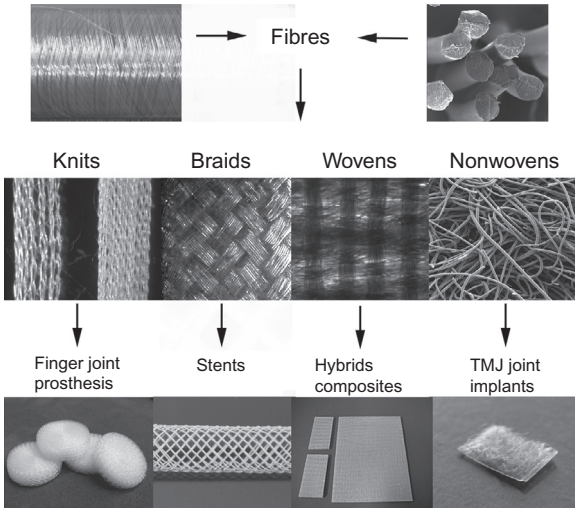 Fibres
Knits
Braids
Wovens
Nonwovens
Finger joint
prosthesis
Stents
Hybrids
composites
TMJ joint
implants